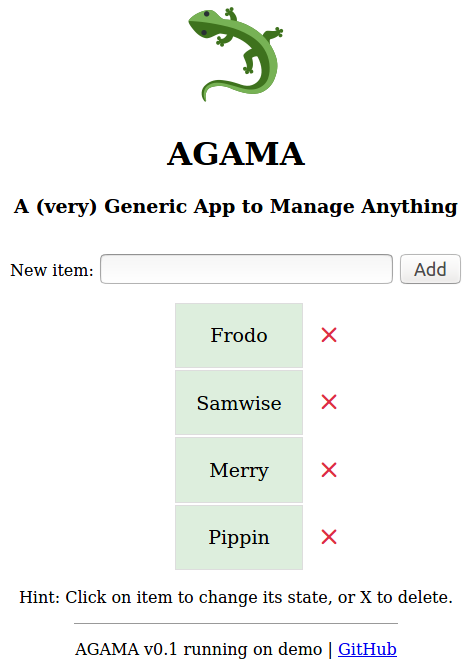 AGAMA
A (very) Generic App to Manage Anything
New item: Add
Frodo
Samwise
Merry
Pippin
Hint: Click on item to change its state, or X to delete.
AGAMA v0.1 running on demo | GitHub